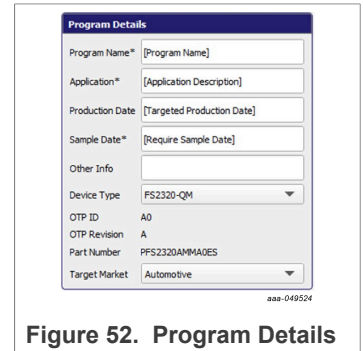 Program Details
Program Name* [Program Name]
Application* [Application Description]
Production Date [Targeted Production Date]
Sample Date* [Require Sample Date]
Other Info
Device Type FS2320-QM
OTP ID A0
OTP Revision A
Part Number PFS2320AMMA0ES
Target Market Automotive
aaa-049524
Figure 52. Program Details